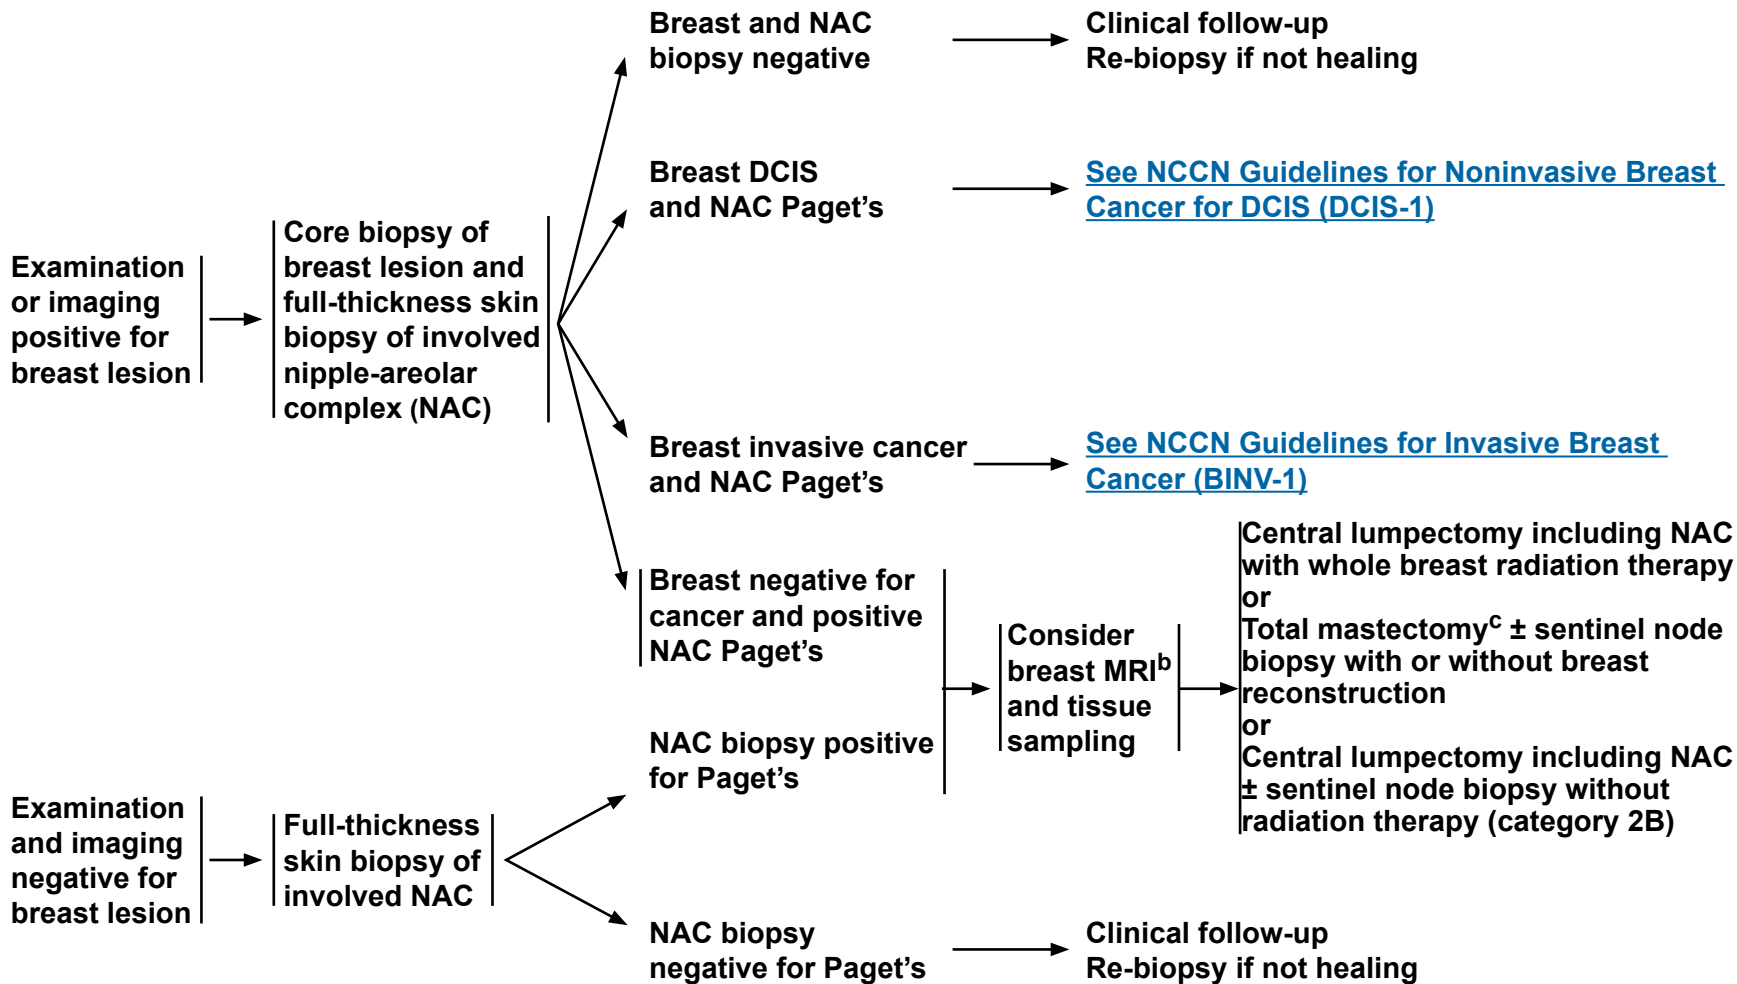 Breast and NAC
biopsy negative
Clinical follow-up
Re-biopsy if not healing
Breast DCIS
and NAC Paget’s
See NCCN Guidelines for Noninvasive Breast
Cancer for DCIS (DCIS-1)
Examination
or imaging
positive for
breast lesion
Core biopsy of
breast lesion and
full-thickness skin
biopsy of involved
nipple-areolar
complex (NAC)
Breast invasive cancer
and NAC Paget’s
See NCCN Guidelines for Invasive Breast
Cancer (BINV-1)
Breast negative for
cancer and positive
NAC Paget’s
NAC biopsy positive
for Paget’s
Consider
breast MRIb
and tissue
sampling
Central lumpectomy including NAC
with whole breast radiation therapy
or
Total mastectomyc ± sentinel node
biopsy with or without breast
reconstruction
or
Central lumpectomy including NAC
± sentinel node biopsy without
radiation therapy (category 2B)
Examination
and imaging
negative for
breast lesion
Full-thickness
skin biopsy of
involved NAC
NAC biopsy
negative for Paget’s
Clinical follow-up
Re-biopsy if not healing